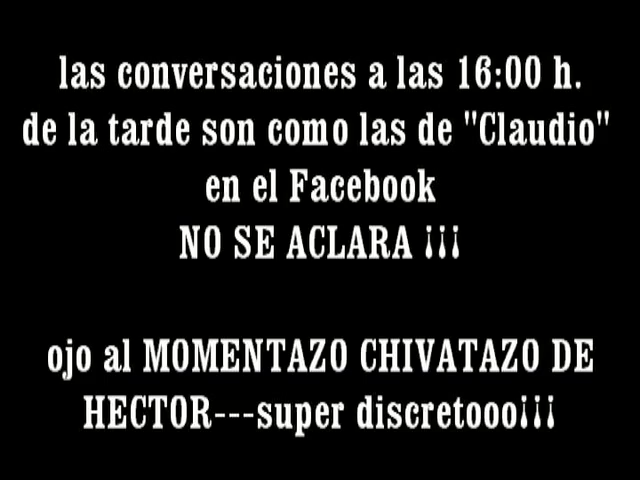 las conversaciones a las 16:00 h.
de la tarde son como las de "Claudio"
en el Facebook
NO SE ACLARA ¡¡¡
ojo al MOMENTAZO CHIVATAZO DE
HECTOR---super discretooo¡¡¡